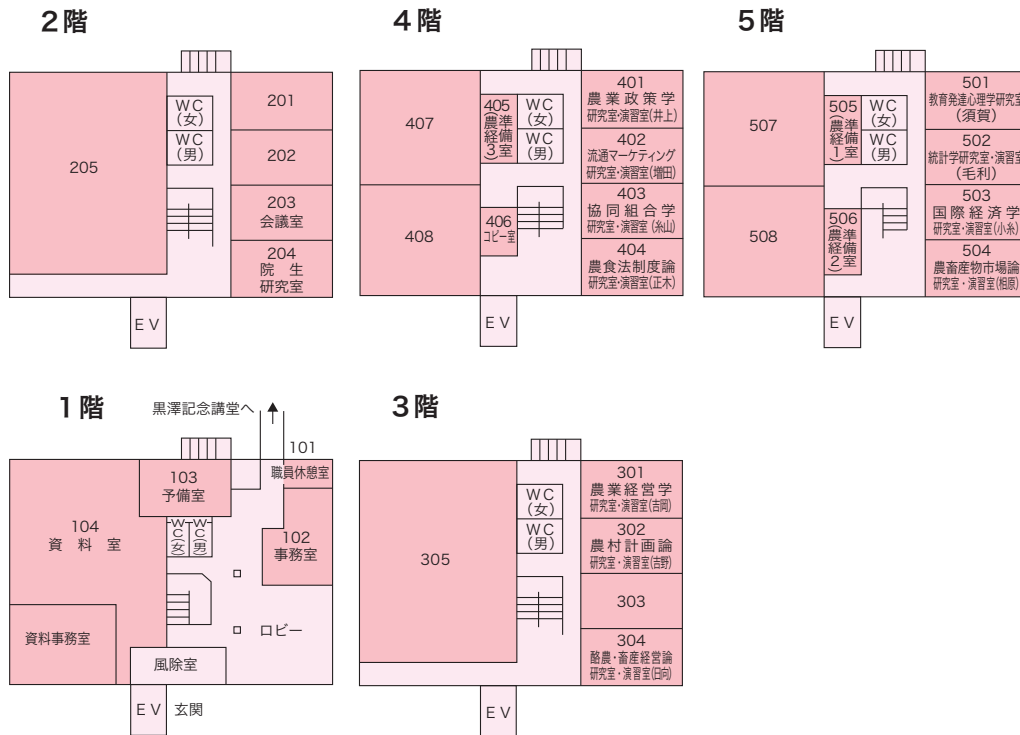 2階
WC
(女)
WC
(男)
205
201
202
203
会議室
204
院生
研究室
EV
4階
407
408
405
(農経3)準備室
WC
(女)
WC
(男)
406
コピー室
401
農業政策学
研究室・演習室(井上)
402
流通マーケティング
研究室・演習室(増田)
403
協同組合学
研究室・演習室(糸山)
404
農食法制度論
研究室・演習室(正木)
EV
5階
507
508
505
(農経1)準備室
WC
(女)
WC
(男)
506
(農経2)準備室
501
教育発達心理学研究室
(須賀)
502
統計学研究室・演習室
(毛利)
503
国際経済学
研究室・演習室(小糸)
504
農畜産物市場論
研究室・演習室(相原)
EV
1階
黒澤記念講堂へ
101
職員休憩室
103
予備室
104
資料室
WC(女)
WC(男)
102
事務室
資料事務室
ロビー
風除室
EV
玄関
3階
305
WC
(女)
WC
(男)
301
農業経営学
研究室・演習室(吉岡)
302
農村計画論
研究室・演習室(吉野)
303
304
酪農・畜産経営論
研究室・演習室(日向)
EV